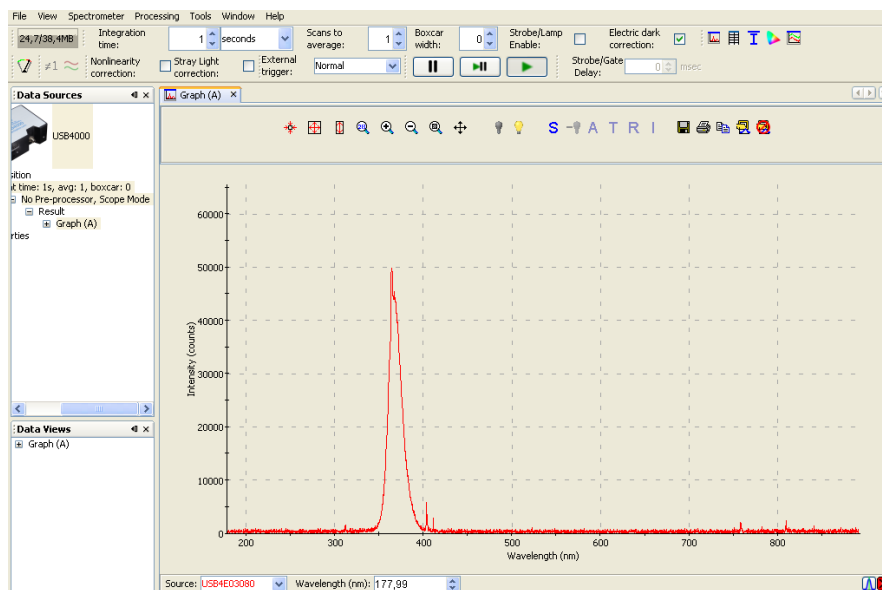 File View Spectrometer Processing Tools Window Help
24,7/38,4MB Integration time: 1 seconds Scans to average: 1 Boxcar width: 0 Strobe/Lamp Enable: Electric dark correction:
≠1 Nonlinearity correction: Stray Light correction: External trigger: Normal Strobe/Gate Delay: 0 msec
Data Sources
Graph (A)
USB4000
S A T R I
sition
t time: 1s, avg: 1, boxcar: 0
No Pre-processor, Scope Mode
Result
Graph (A)
rties
60000
50000
40000
30000
20000
10000
0
Intensity (counts)
200 300 400 500 600 700 800
Wavelength (nm)
Data Views
Graph (A)
Source: USB4E03080 Wavelength (nm): 177,99